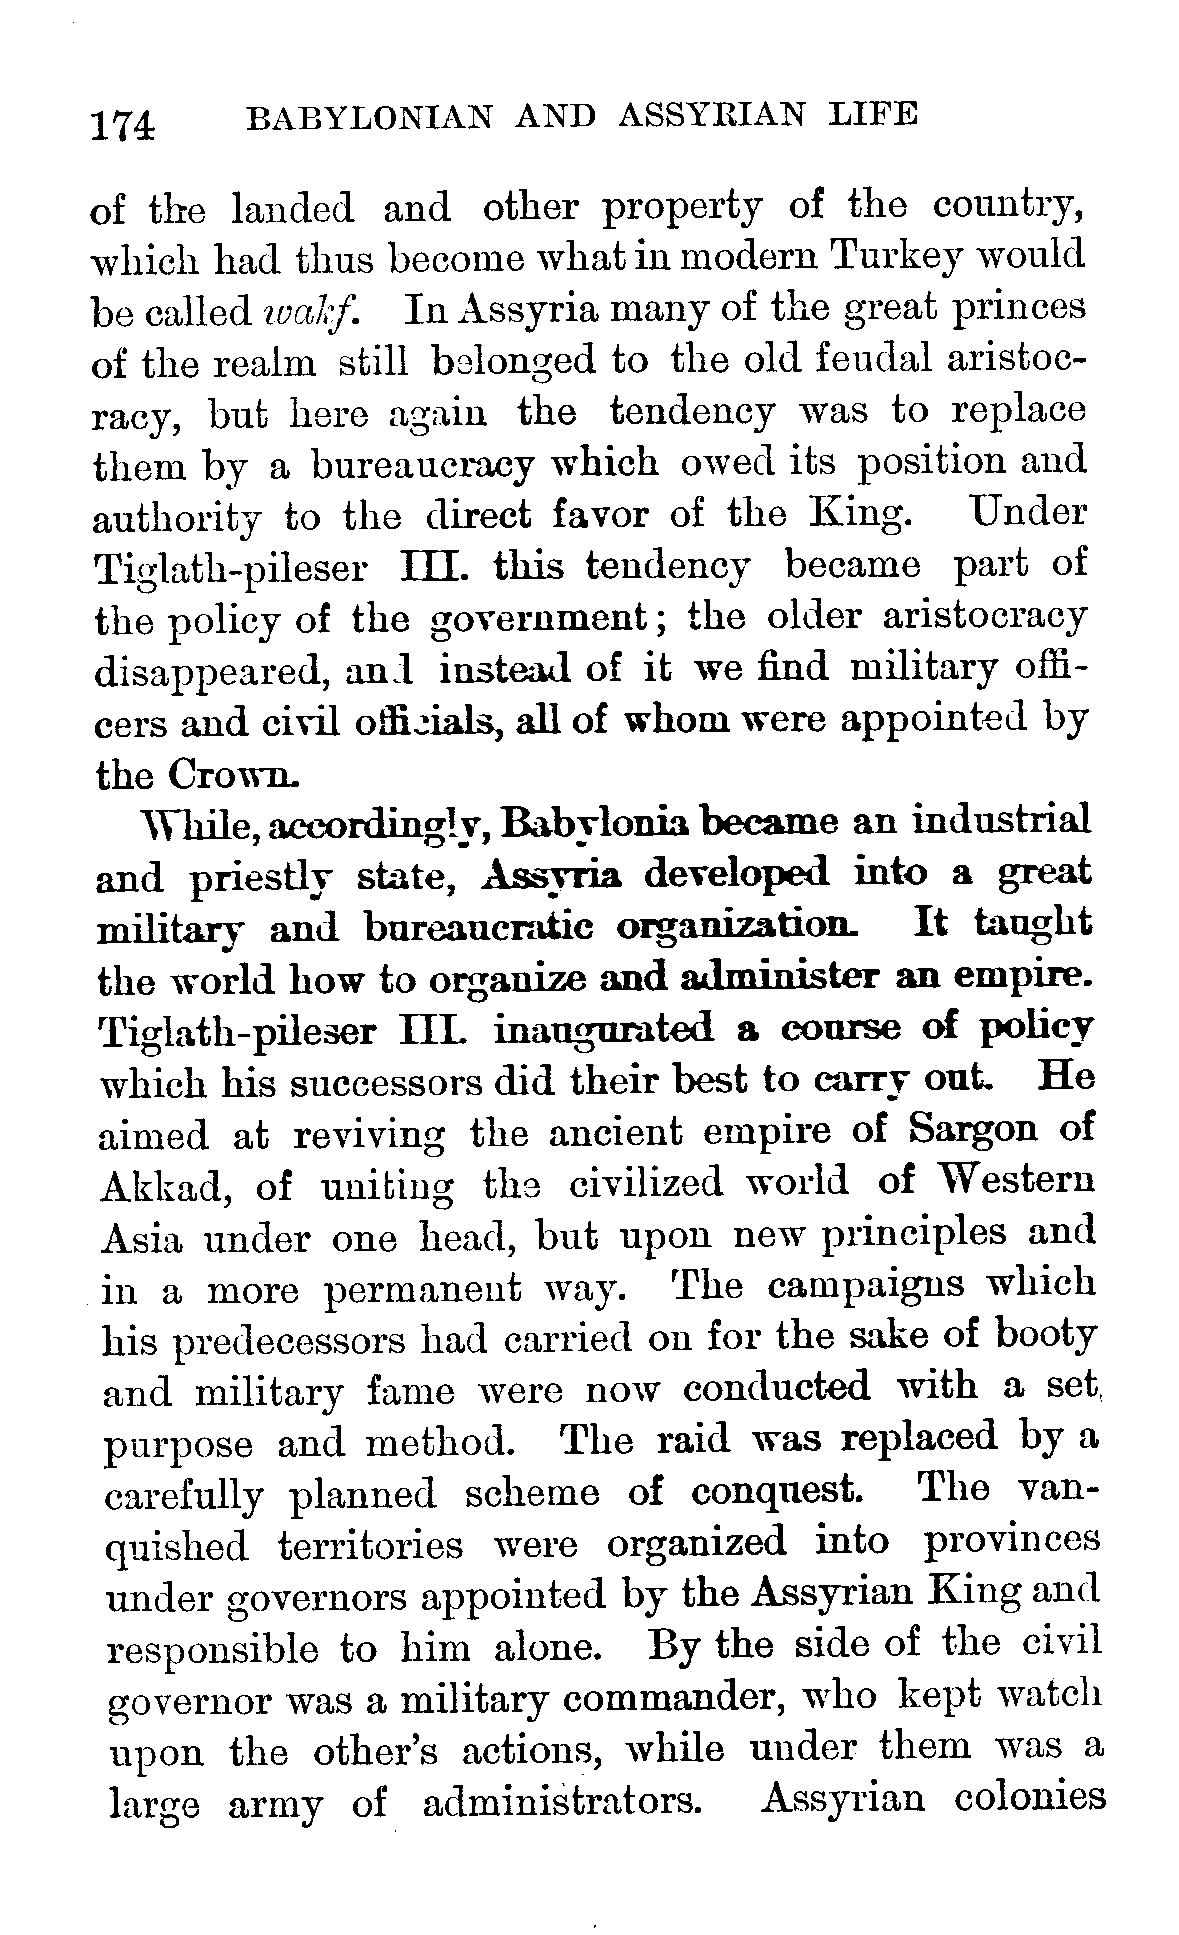 174 BABYLONIAN AND ASSYRIAN LIFE
of the landed and other property of the country,
which had thus become what in modern Turkey would
be called wakf. In Assyria many of the great princes
of the realm still belonged to the old feudal aristoc-
racy, but here again the tendency was to replace
them by a bureaucracy which owed its position and
authority to the direct favor of the King. Under
Tiglath-pileser III. this tendency became part of
the policy of the government; the older aristocracy
disappeared, and instead of it we find military offi-
cers and civil officials, all of whom were appointed by
the Crown.
While, accordingly, Babylonia became an industrial
and priestly state, Assyria developed into a great
military and bureaucratic organization. It taught
the world how to organize and administer an empire.
Tiglath-pileser III. inaugurated a course of policy
which his successors did their best to carry out. He
aimed at reviving the ancient empire of Sargon of
Akkad, of uniting the civilized world of Western
Asia under one head, but upon new principles and
in a more permanent way. The campaigns which
his predecessors had carried on for the sake of booty
and military fame were now conducted with a set
purpose and method. The raid was replaced by a
carefully planned scheme of conquest. The van-
quished territories were organized into provinces
under governors appointed by the Assyrian King and
responsible to him alone. By the side of the civil
governor was a military commander, who kept watch
upon the other's actions, while under them was a
large army of administrators. Assyrian colonies